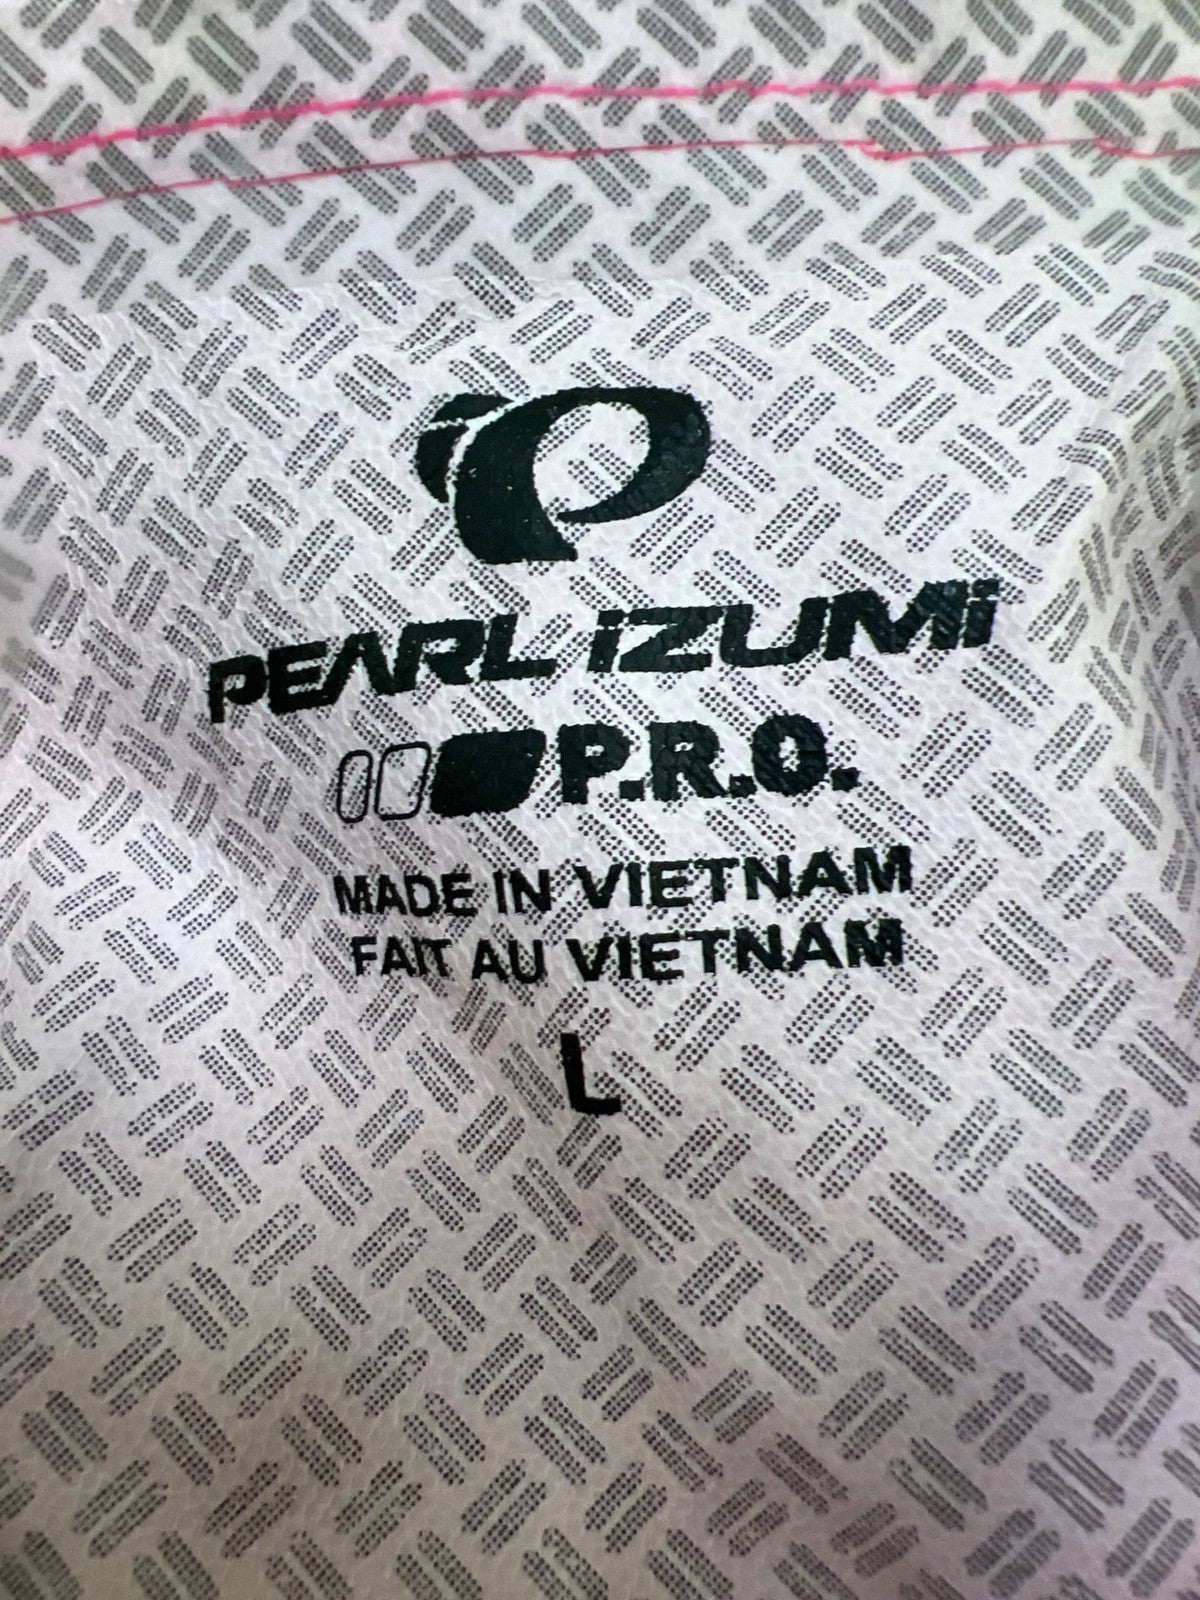 PEARL iZUMi
P.R.O.
MADE IN VIETNAM
FAIT AU VIETNAM
L